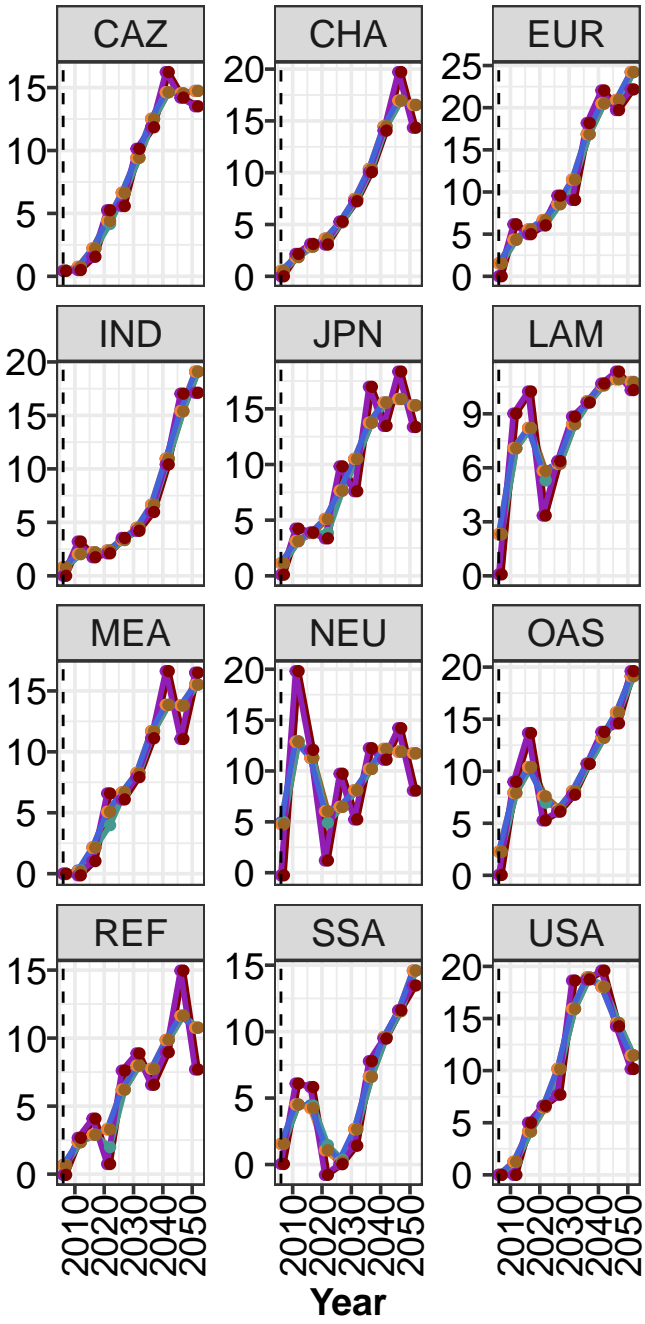 CAZ CHA EUR
15 20 25
10 15 20
5 10 15
0 5 10
0 5
0
IND JPN LAM
20 15 9
15 10 6
10 5 3
5 0 0
0
MEA NEU OAS
15 20 20
10 15 15
5 10 10
0 5 5
0 0
REF SSA USA
15 15 20
10 10 15
5 5 10
0 0 5
0
2010 2020 2030 2040 2050 2010 2020 2030 2040 2050 2010 2020 2030 2040 2050
Year